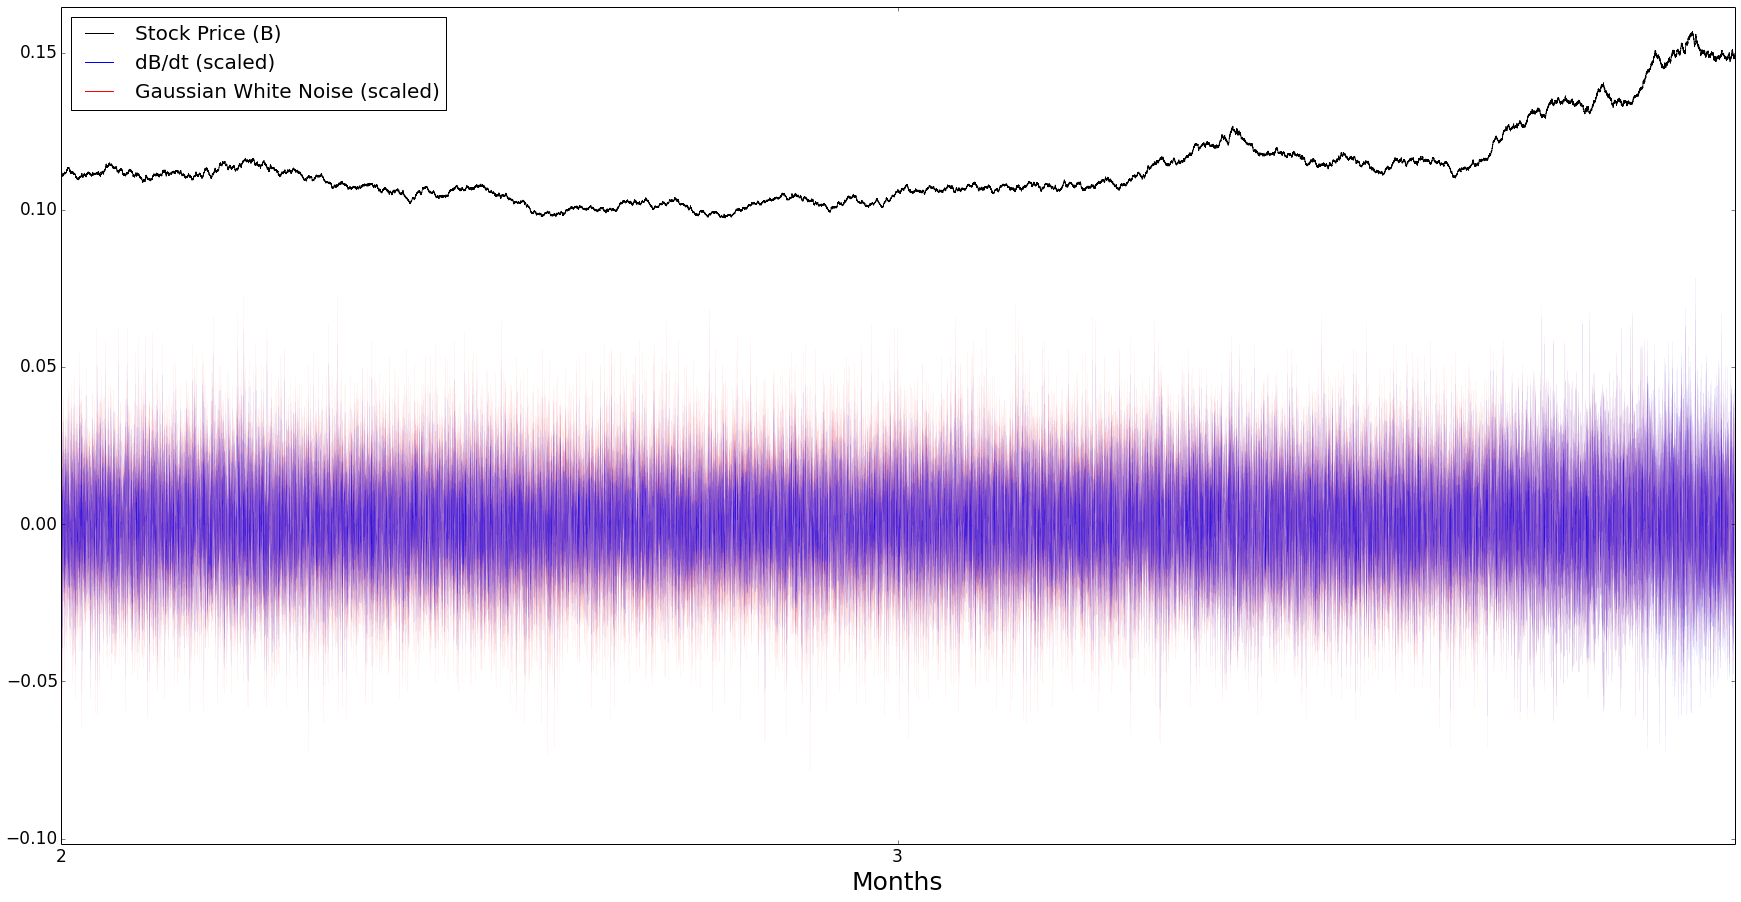 Stock Price (B)
dB/dt (scaled)
Gaussian White Noise (scaled)
0.15
0.10
0.05
0.00
−0.05
−0.10
2 3
Months